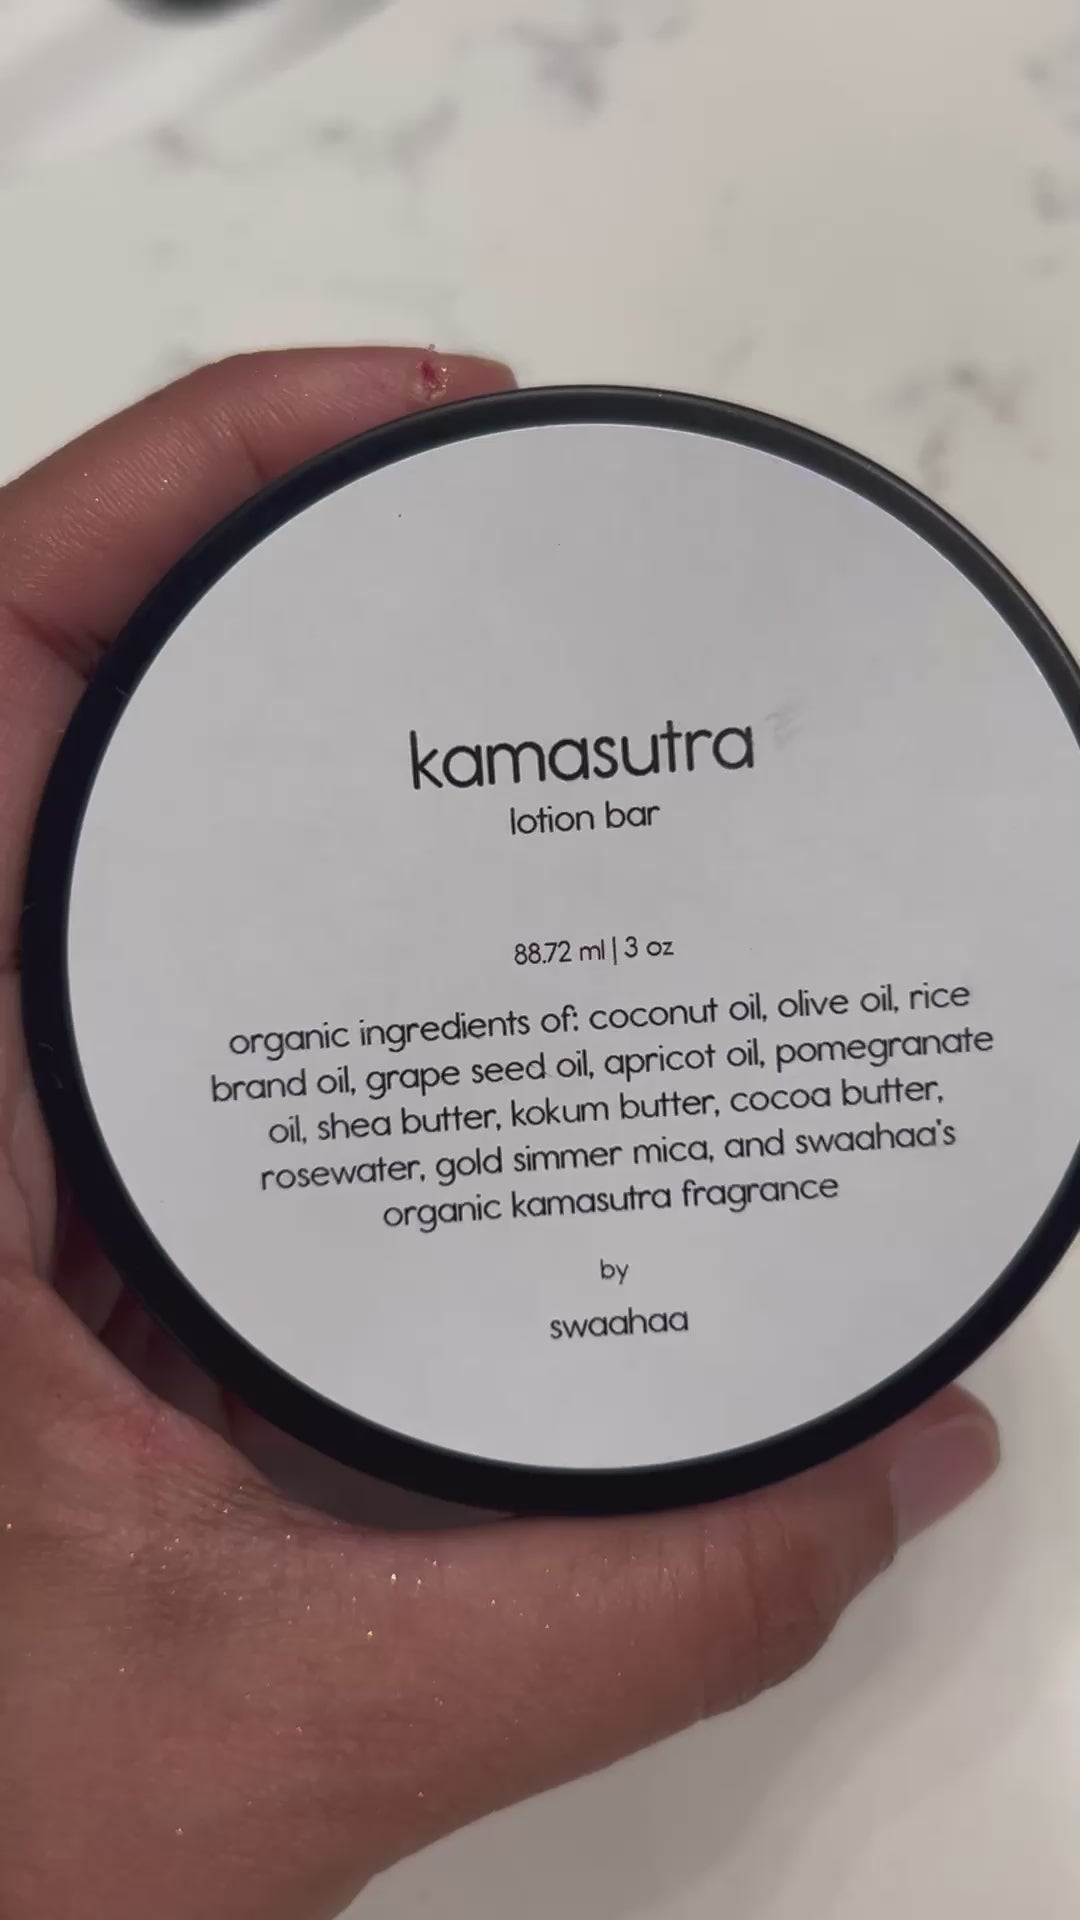 kamasutra
lotion bar
88.72 ml | 3 oz
organic ingredients of: coconut oil, olive oil, rice
brand oil, grape seed oil, apricot oil, pomegranate
oil, shea butter, kokum butter, cocoa butter,
rosewater, gold simmer mica, and swaahaa's
organic kamasutra fragrance
by
swaahaa